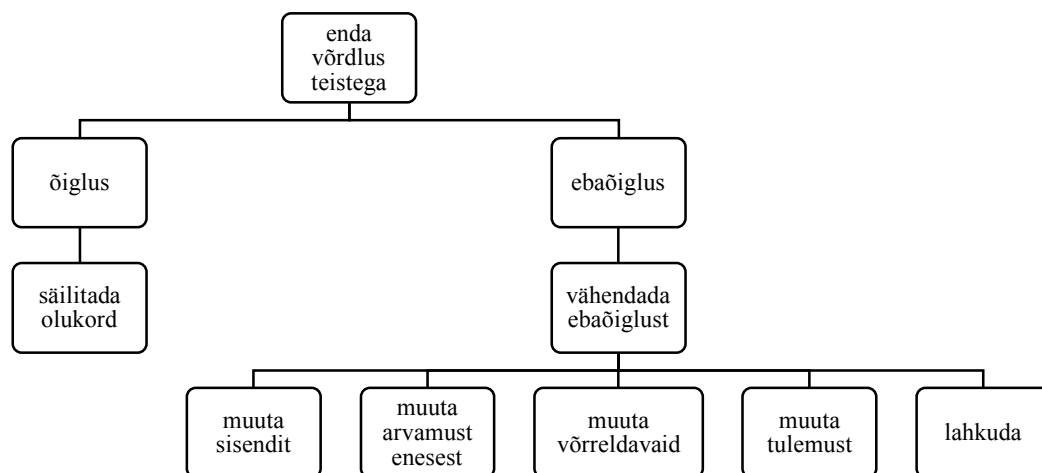 enda
võrdlus
teistega
õiglus
ebaõiglus
säilitada
olukord
vähendada
ebaõiglust
muuta
sisendit
muuta
arvamust
enesest
muuta
võrreldavaid
muuta
tulemust
lahkuda